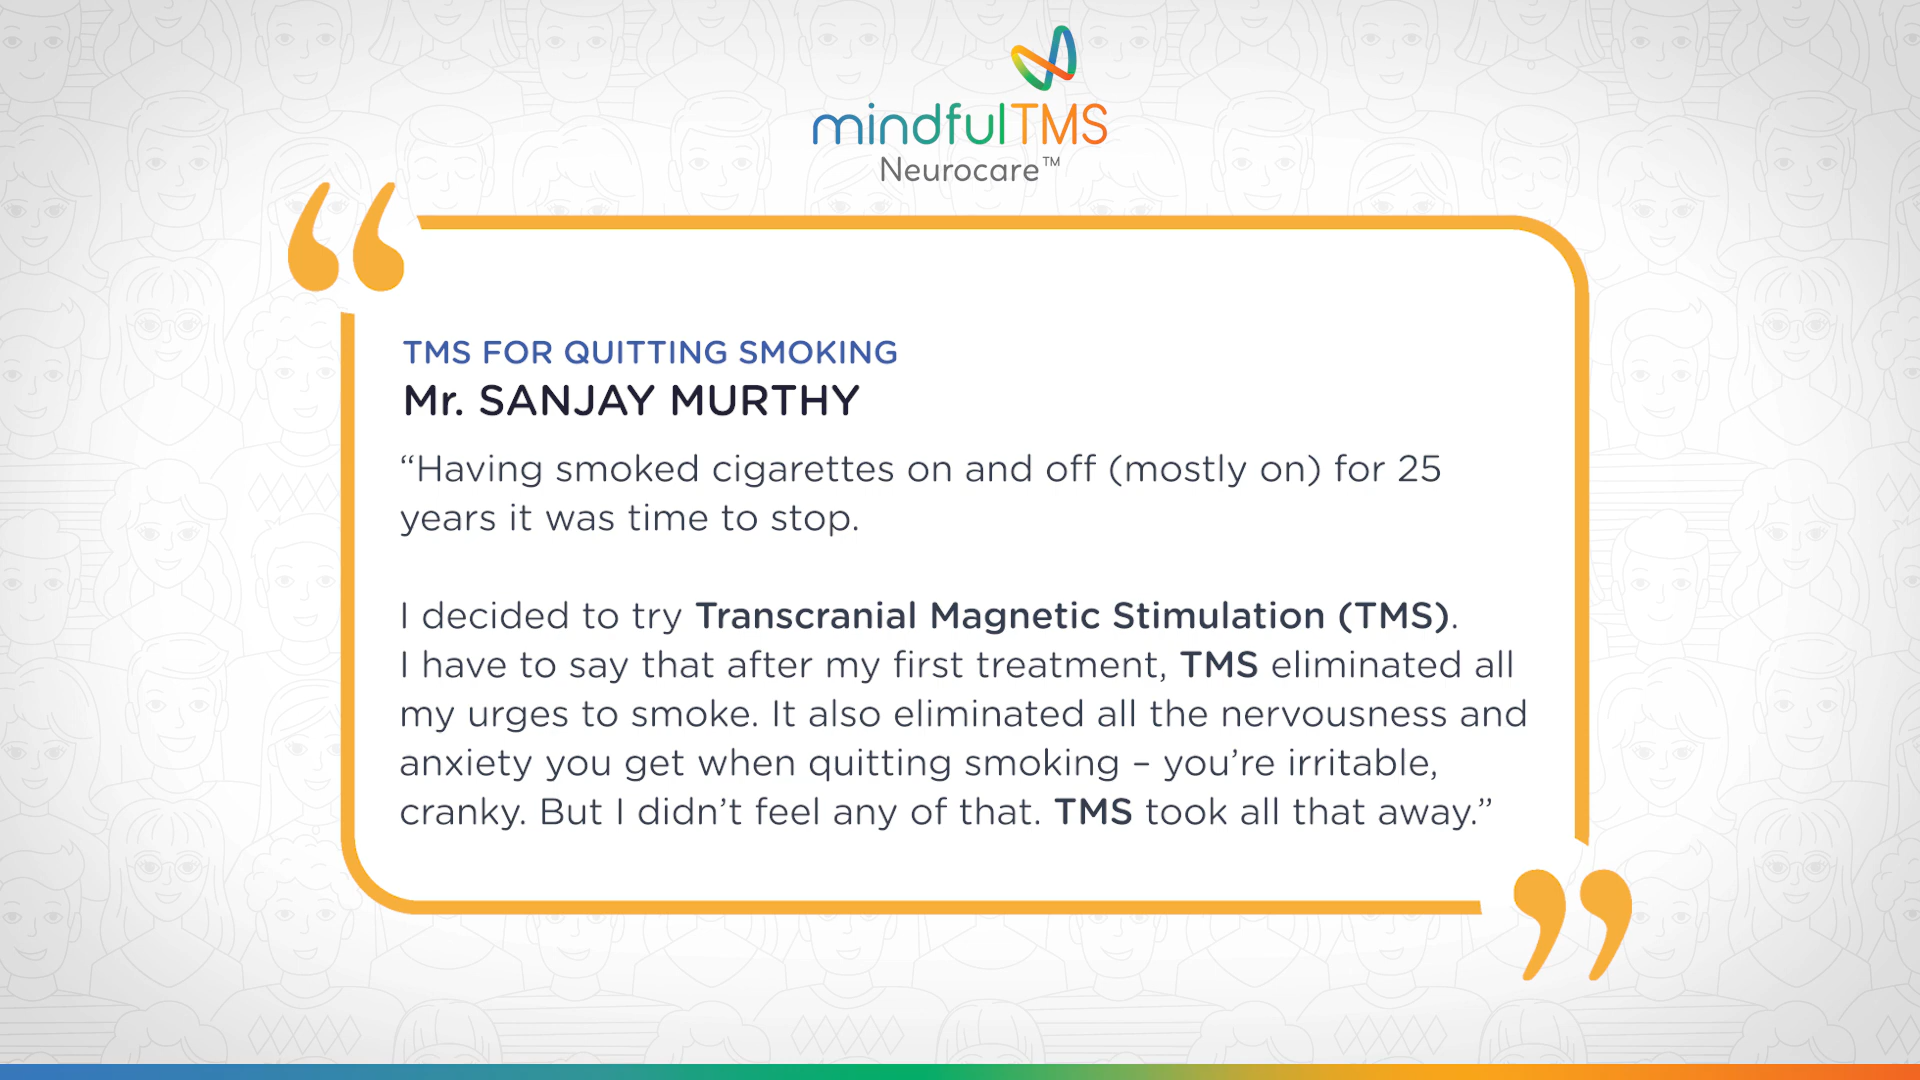 mindfulTMS
Neurocare™
“
TMS FOR QUITTING SMOKING
Mr. SANJAY MURTHY
“Having smoked cigarettes on and off (mostly on) for 25
years it was time to stop.
I decided to try Transcranial Magnetic Stimulation (TMS).
I have to say that after my first treatment, TMS eliminated all
my urges to smoke. It also eliminated all the nervousness and
anxiety you get when quitting smoking – you’re irritable,
cranky. But I didn’t feel any of that. TMS took all that away.”
”